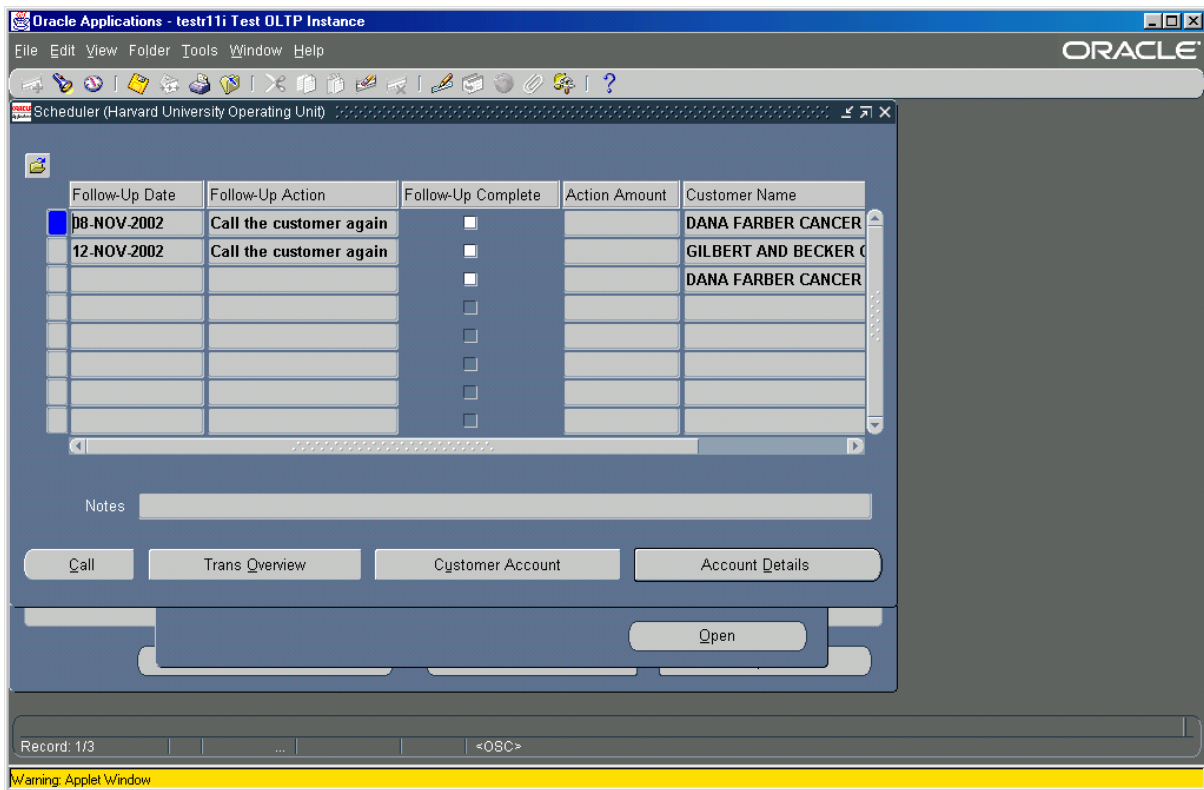 Oracle Applications - testr11i Test OLTP Instance
File Edit View Folder Tools Window Help
ORACLE
Scheduler (Harvard University Operating Unit)
Follow-Up Date Follow-Up Action Follow-Up Complete Action Amount Customer Name
08-NOV-2002 Call the customer again DANA FARBER CANCER
12-NOV-2002 Call the customer again GILBERT AND BECKER
DANA FARBER CANCER
Notes
Call Trans Overview Customer Account Account Details
Open
Record: 1/3 ... <OSC>
Warning: Applet Window